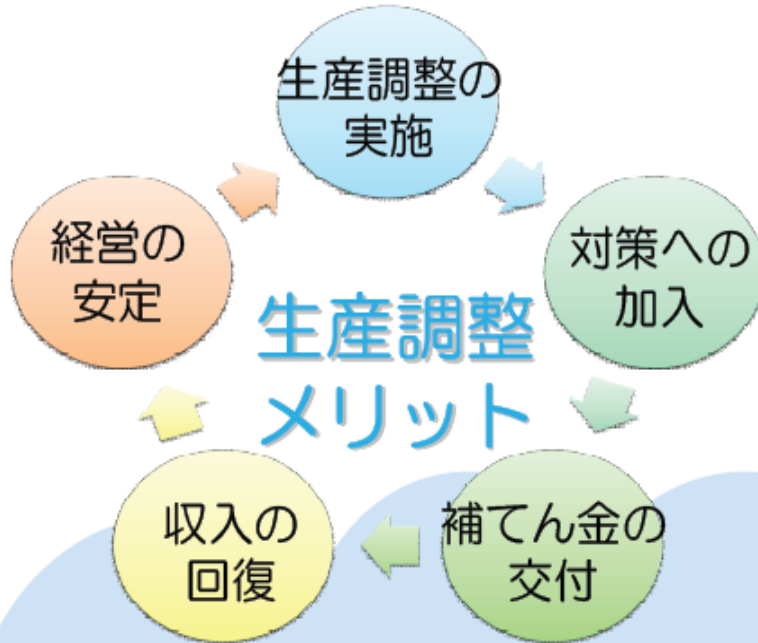 生産調整の
実施
対策への
加入
補てん金の
交付
収入の
回復
経営の
安定
生産調整
メリット